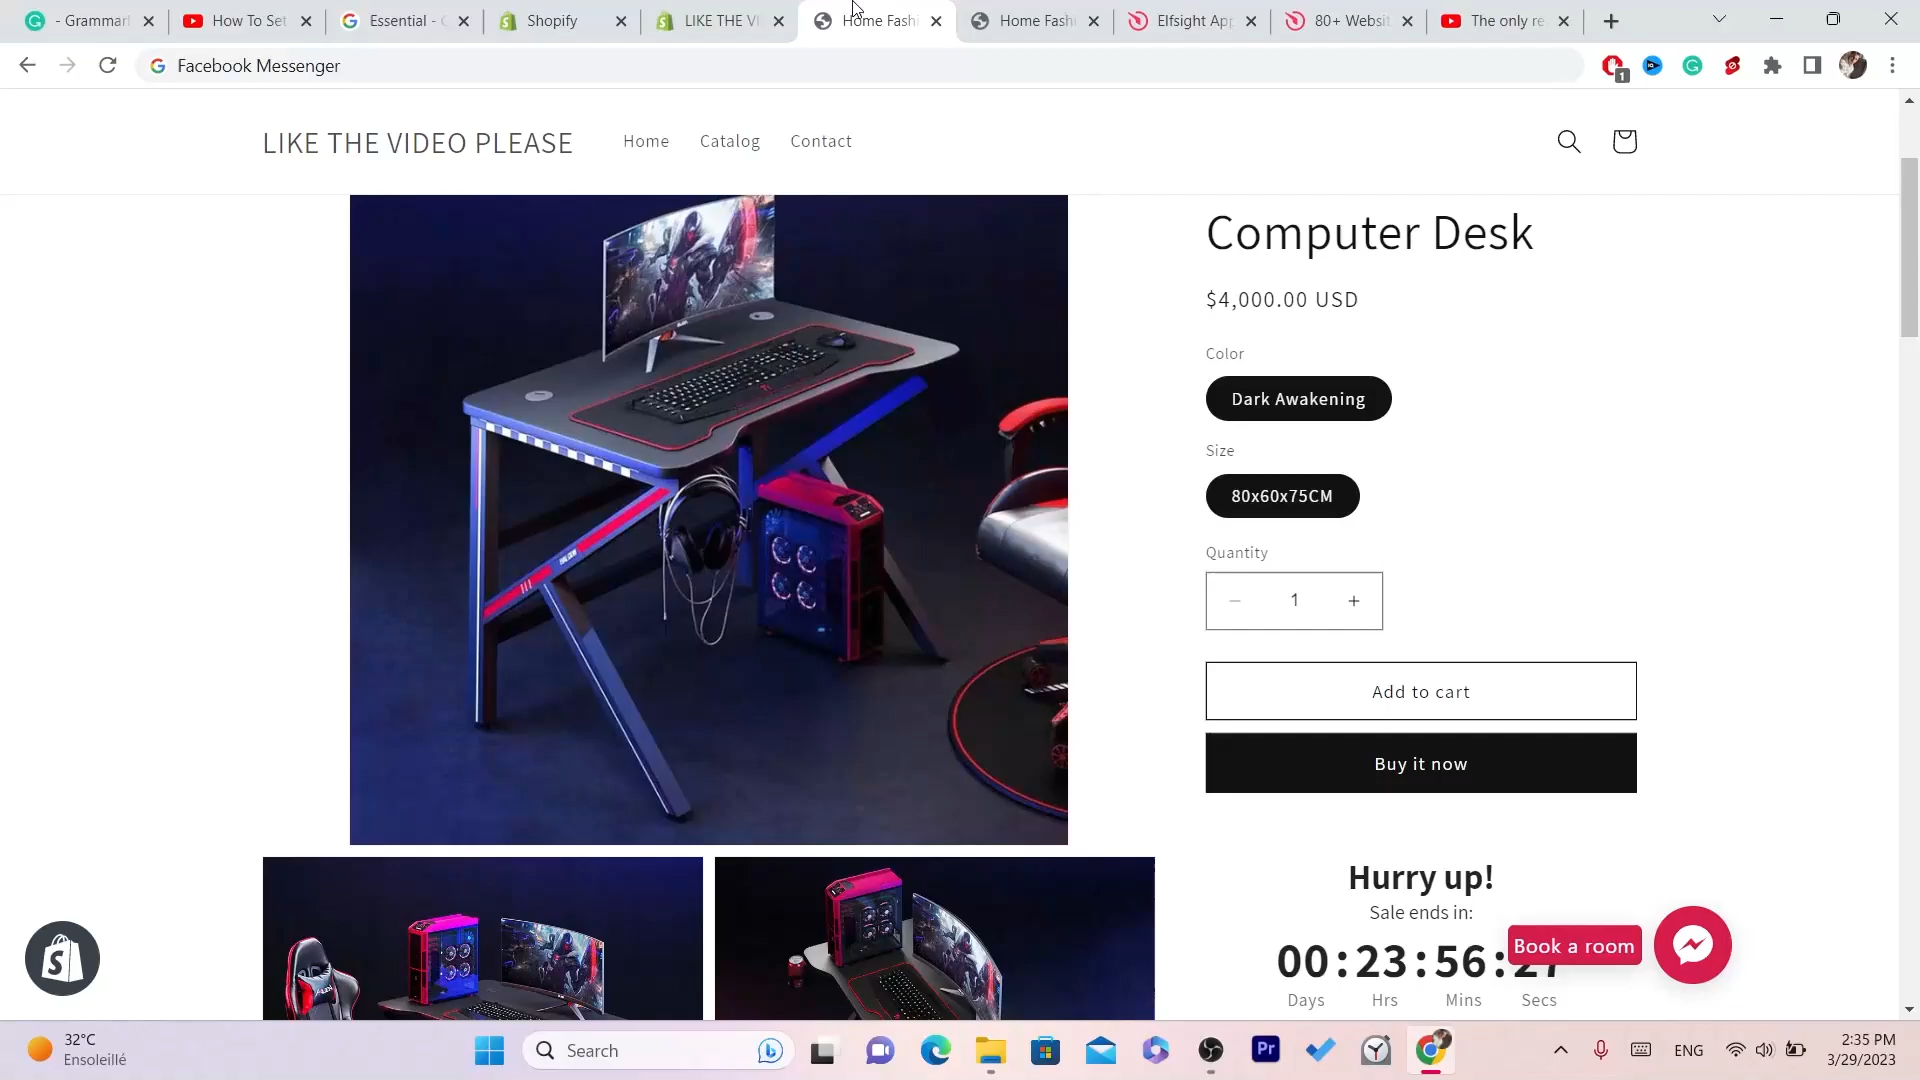 - Grammarl
How To Set
Essential - G
Shopify
LIKE THE VI
Home Fashi
Home Fashi
Elfsight App
80+ Websit
The only re
Facebook Messenger
1
LIKE THE VIDEO PLEASE
Home
Catalog
Contact
Computer Desk
$4,000.00 USD
Color
Dark Awakening
Size
80x60x75CM
Quantity
1
Add to cart
Buy it now
Hurry up!
Sale ends in:
00:23:56:27
Book a room
Days
Hrs
Mins
Secs
32°C
Ensoleillé
Search
Pr
ENG
2:35 PM
3/29/2023